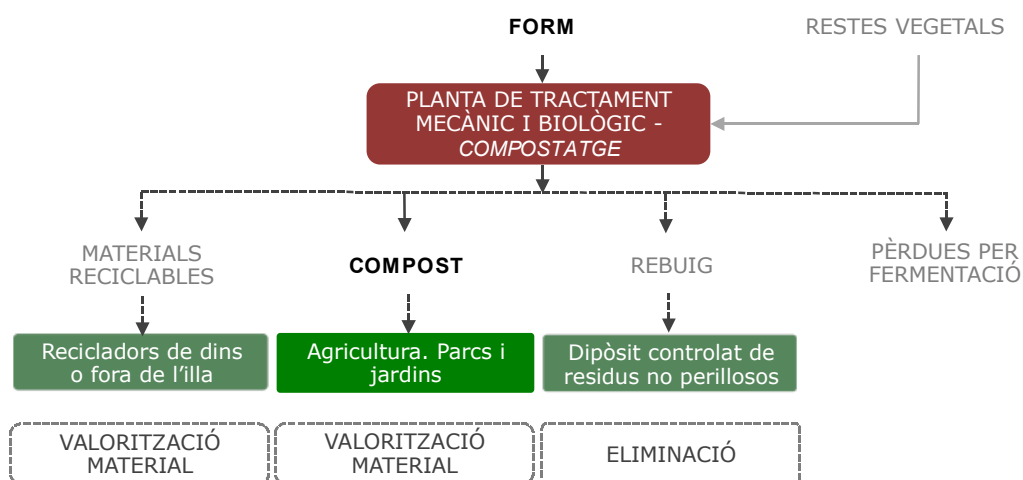 FORM
RESTES VEGETALS
PLANTA DE TRACTAMENT
MECÀNIC I BIOLÒGIC -
COMPOSTATGE
MATERIALS
RECICLABLES
COMPOST
REBUIG
PÈRDUES PER
FERMENTACIÓ
Recicladors de dins
o fora de l’illa
Agricultura. Parcs i
jardins
Dipòsit controlat de
residus no perillosos
VALORITZACIÓ
MATERIAL
VALORITZACIÓ
MATERIAL
ELIMINACIÓ